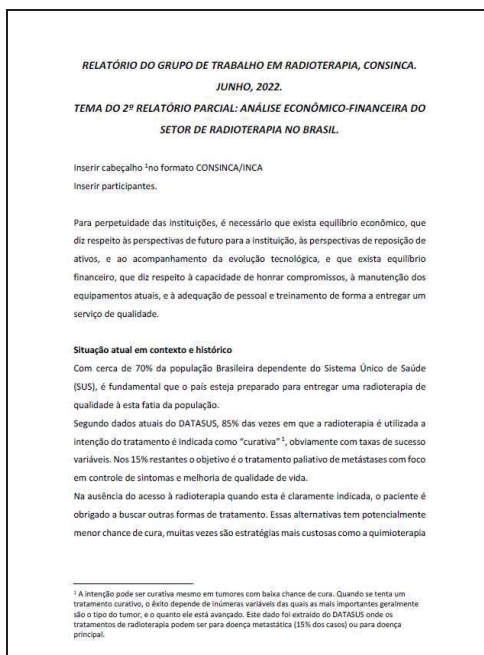 RELATÓRIO DO GRUPO DE TRABALHO EM RADIOTERAPIA, CONSINCA.
JUNHO, 2022.
TEMA DO 2º RELATÓRIO PARCIAL: ANÁLISE ECONÔMICO-FINANCEIRA DO
SETOR DE RADIOTERAPIA NO BRASIL.
Inserir cabeçalho ¹no formato CONSINCA/INCA
Inserir participantes.
Para perpetuidade das instituições, é necessário que exista equilíbrio econômico, que
diz respeito às perspectivas de futuro para a instituição, às perspectivas de reposição de
ativos, e ao acompanhamento da evolução tecnológica, e que exista equilíbrio
financeiro, que diz respeito à capacidade de honrar compromissos, à manutenção dos
equipamentos atuais, e à adequação de pessoal e treinamento de forma a entregar um
serviço de qualidade.
Situação atual em contexto e histórico
Com cerca de 70% da população Brasileira dependente do Sistema Único de Saúde
(SUS), é fundamental que o país esteja preparado para entregar uma radioterapia de
qualidade à esta fatia da população.
Segundo dados atuais do DATASUS, 85% das vezes em que a radioterapia é utilizada a
intenção do tratamento é indicada como “curativa” ¹, obviamente com taxas de sucesso
variáveis. Nos 15% restantes o objetivo é o tratamento paliativo de metástases com foco
em controle de sintomas e melhoria de qualidade de vida.
Na ausência do acesso à radioterapia quando esta é claramente indicada, o paciente é
obrigado a buscar outras formas de tratamento. Essas alternativas tem potencialmente
menor chance de cura, muitas vezes são estratégias mais custosas como a quimioterapia
¹ A intenção pode ser curativa mesmo em tumores com baixa chance de cura. Quando se tenta um
tratamento curativo, o êxito depende de inúmeras variáveis das quais as mais importantes geralmente
são o tipo do tumor, e o quanto ele está avançado. Este dado foi extraído do DATASUS onde os
tratamentos de radioterapia podem ser para doença metastática (15% dos casos) ou para doença
principal.